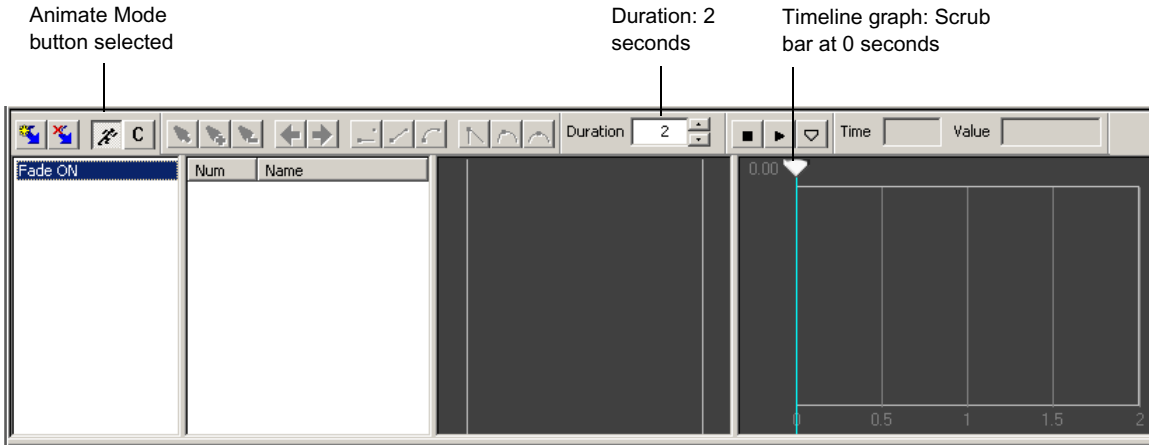 Animate Mode
button selected
Duration: 2
seconds
Timeline graph: Scrub
bar at 0 seconds
C
Duration 2
Time
Value
Fade ON
Num Name
0.00
0 0.5 1 1.5 2